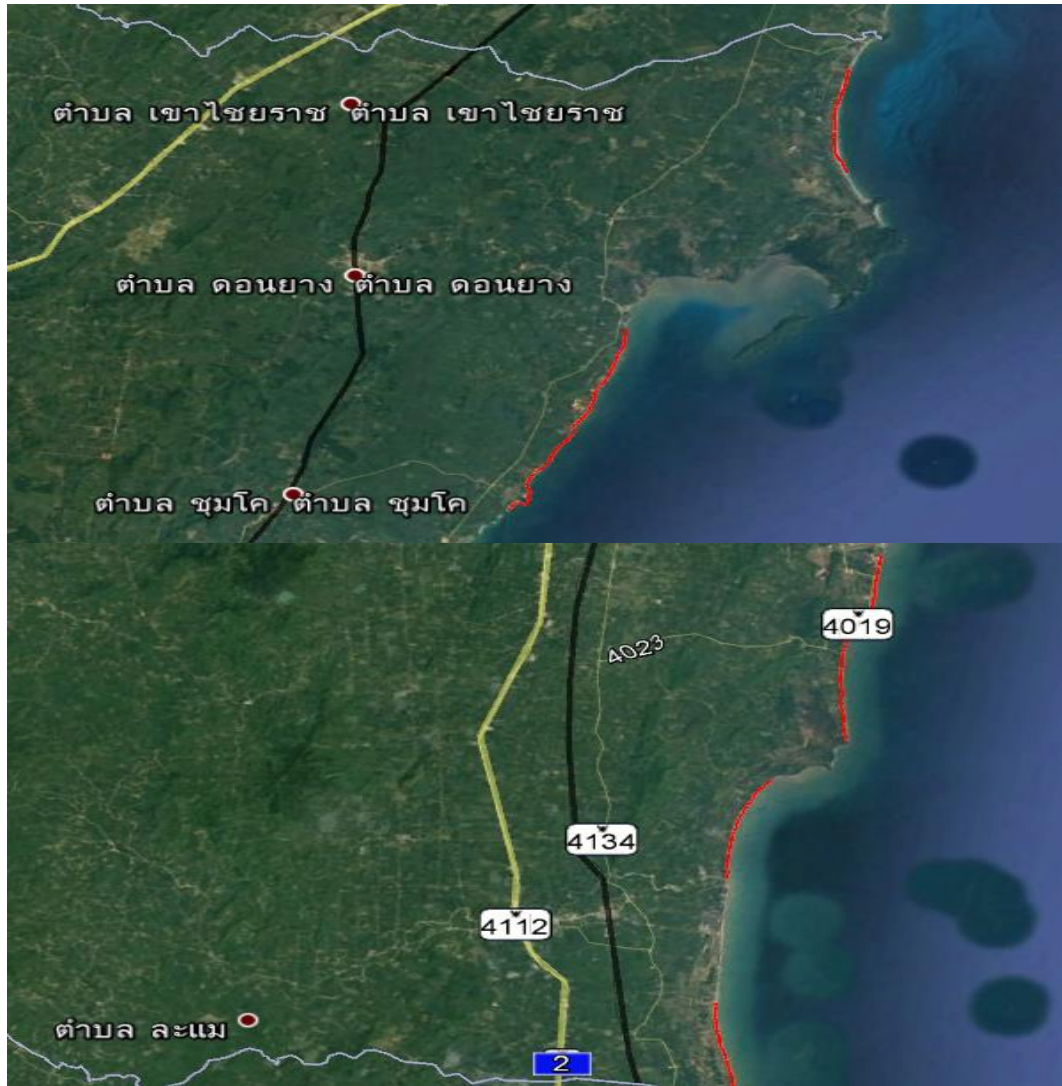 ตำบล เขาไชยราช ตำบล เขาไชยราช
ตำบล ดอนยาง ตำบล ดอนยาง
ตำบล ชุมโค ตำบล ชุมโค
4019
4023
4134
4112
ตำบล ละแม
2